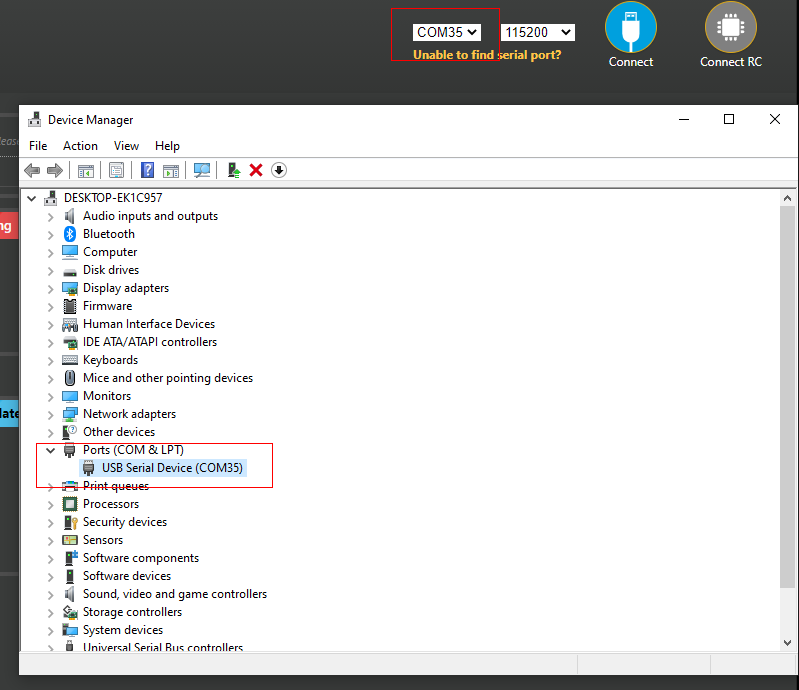 COM35 115200
Unable to find serial port?
Connect Connect RC
Device Manager
File Action View Help
DESKTOP-EK1C957
Audio inputs and outputs
Bluetooth
Computer
Disk drives
Display adapters
Firmware
Human Interface Devices
IDE ATA/ATAPI controllers
Keyboards
Mice and other pointing devices
Monitors
Network adapters
Other devices
Ports (COM & LPT)
USB Serial Device (COM35)
Print queues
Processors
Security devices
Sensors
Software components
Software devices
Sound, video and game controllers
Storage controllers
System devices
Universal Serial Bus controllers